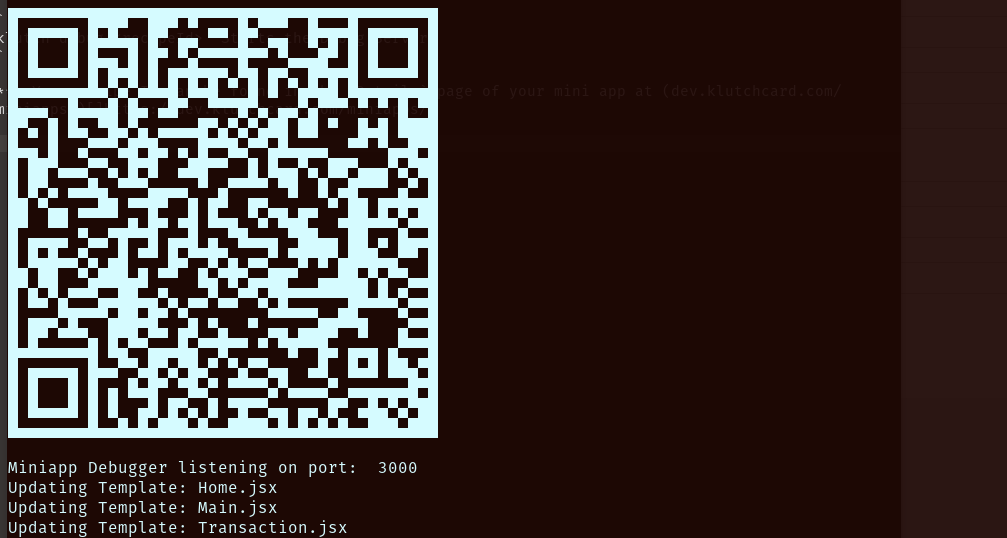 page of your mini app at (dev.klutchcard.com/
Miniapp Debugger listening on port:  3000
Updating Template: Home.jsx
Updating Template: Main.jsx
Updating Template: Transaction.jsx